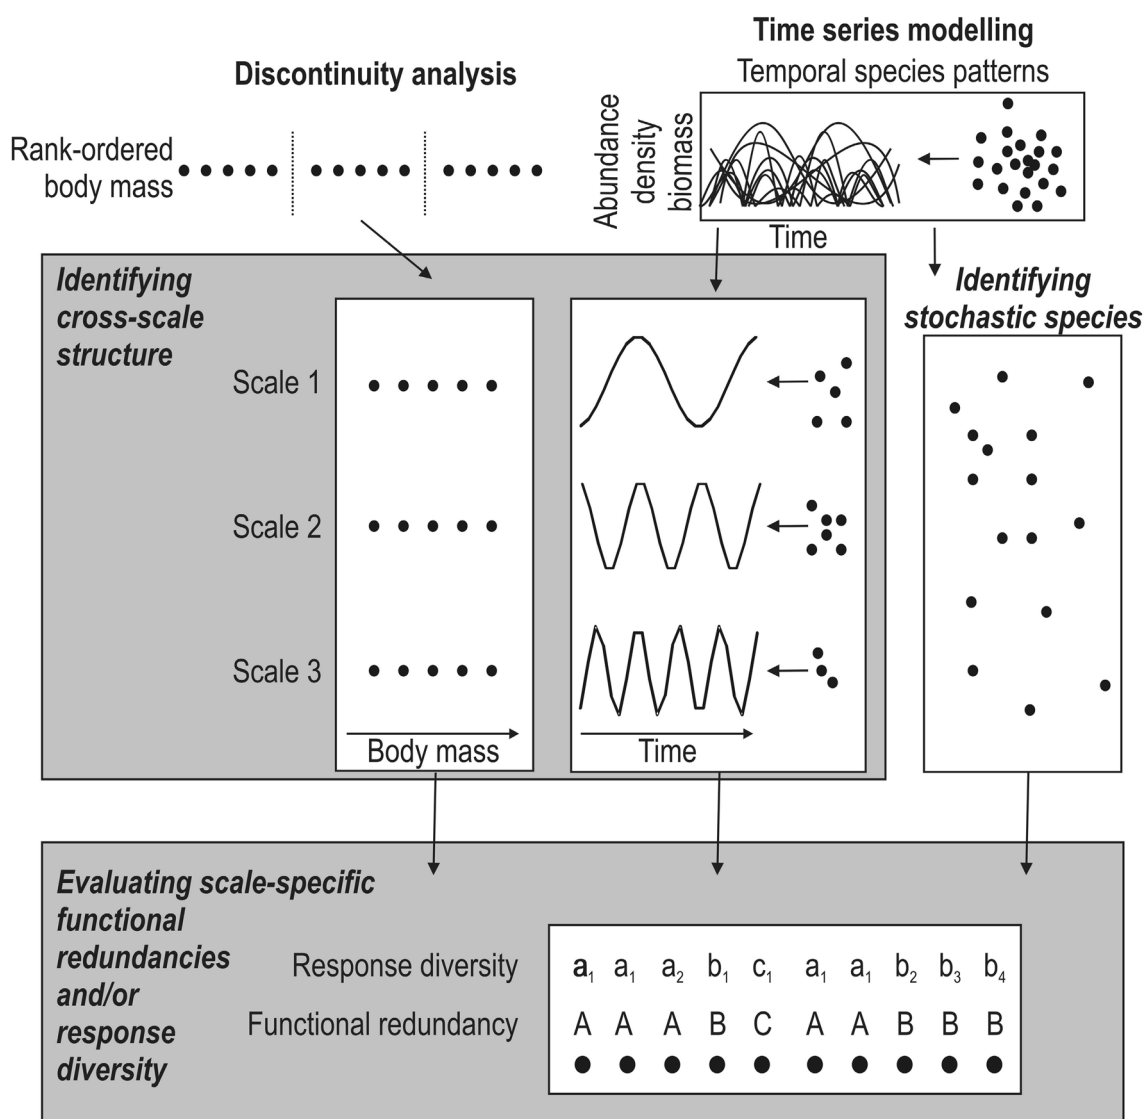 Time series modelling
Temporal species patterns
Discontinuity analysis
Rank-ordered
body mass
Abundance
density
biomass
Time
Identifying
cross-scale
structure
Identifying
stochastic species
Scale 1
Scale 2
Scale 3
Body mass
Time
Evaluating scale-specific
functional
redundancies
and/or
response
diversity
Response diversity a₁ a₁ a₂ b₁ c₁ a₁ a₁ b₂ b₃ b₄
Functional redundancy A A A B C A A B B B